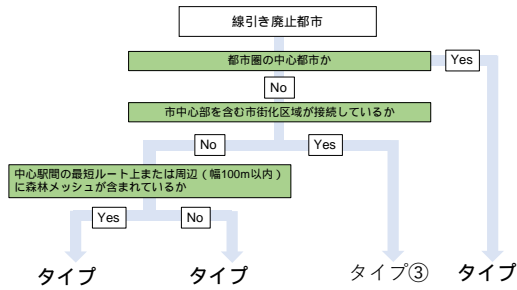 線引き廃止都市
都市圏の中心都市か
Yes
No
市中心部を含む市街化区域が接続しているか
No
Yes
中心駅間の最短ルート上または周辺（幅100m以内）
に森林メッシュが含まれているか
Yes
No
タイプ
タイプ
タイプ③
タイプ